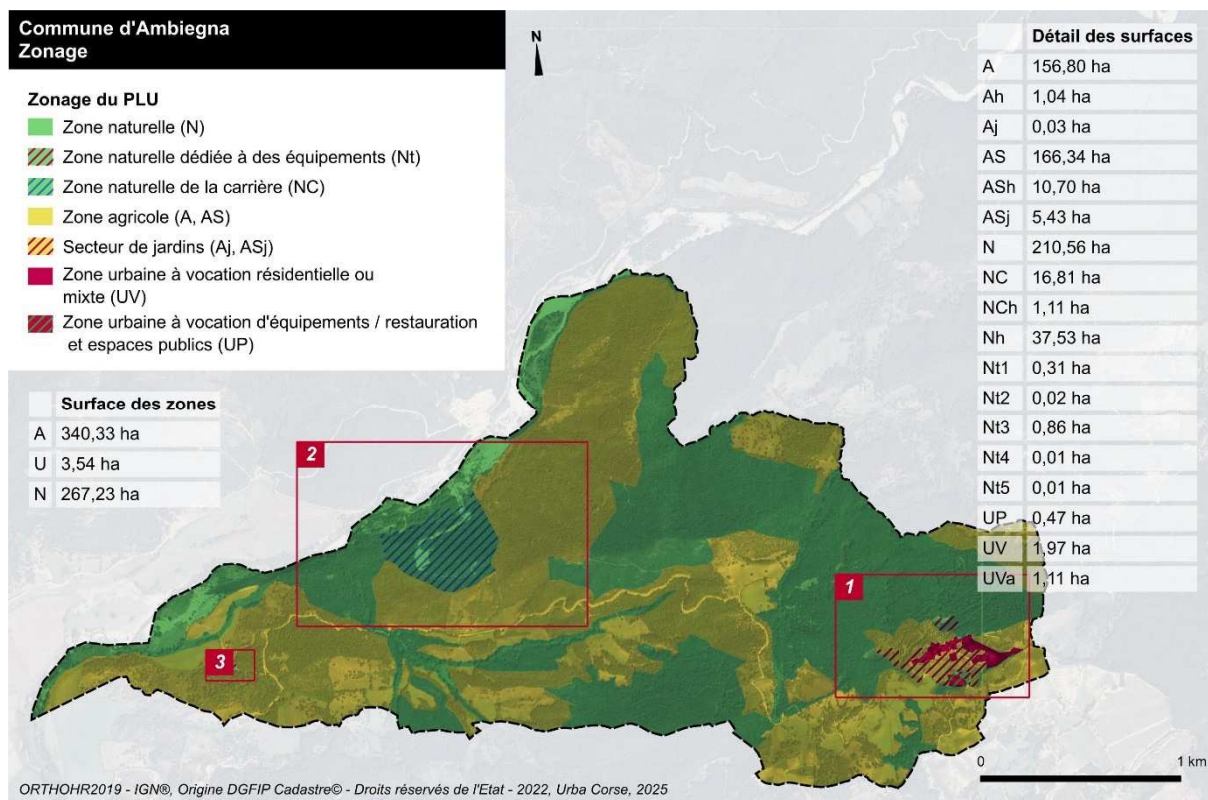 Commune d'Ambiegna
Zonage
Zonage du PLU
Zone naturelle (N)
Zone naturelle dédiée à des équipements (Nt)
Zone naturelle de la carrière (NC)
Zone agricole (A, AS)
Secteur de jardins (Aj, ASj)
Zone urbaine à vocation résidentielle ou
mixte (UV)
Zone urbaine à vocation d'équipements / restauration
et espaces publics (UP)
Surface des zones
A 340,33 ha
U 3,54 ha
N 267,23 ha
N
Détail des surfaces
A 156,80 ha
Ah 1,04 ha
Aj 0,03 ha
AS 166,34 ha
ASh 10,70 ha
ASj 5,43 ha
N 210,56 ha
NC 16,81 ha
NCh 1,11 ha
Nh 37,53 ha
Nt1 0,31 ha
Nt2 0,02 ha
Nt3 0,86 ha
Nt4 0,01 ha
Nt5 0,01 ha
UP 0,47 ha
UV 1,97 ha
UVa 1,11 ha
2
1
3
0 1 km
ORTHOHR2019 - IGN®, Origine DGFIP Cadastre© - Droits réservés de l'Etat - 2022, Urba Corse, 2025